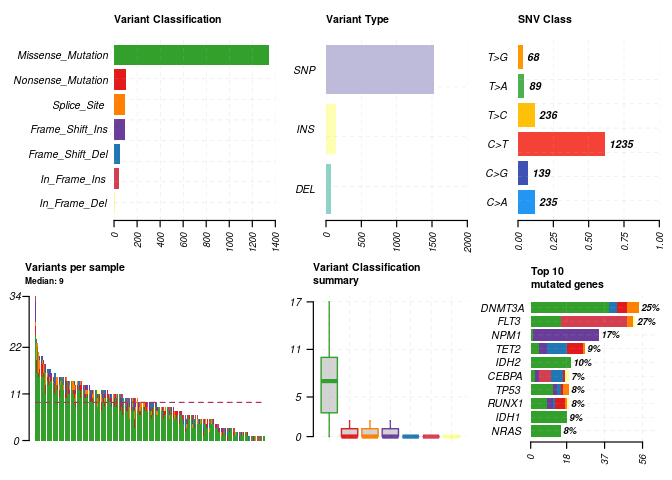 Variant Classification
Missense_Mutation
Nonsense_Mutation
Splice_Site
Frame_Shift_Ins
Frame_Shift_Del
In_Frame_Ins
In_Frame_Del
0
200
400
600
800
1000
1200
1400
Variant Type
SNP
INS
DEL
0
500
1000
1500
2000
SNV Class
T>G 68
T>A 89
T>C 236
C>T 1235
C>G 139
C>A 235
0.00
0.25
0.50
0.75
1.00
Variants per sample
Median: 9
34
22
11
0
Variant Classification
summary
17
11
5
0
Top 10
mutated genes
DNMT3A 25%
FLT3 27%
NPM1 17%
TET2 9%
IDH2 10%
CEBPA 7%
TP53 8%
RUNX1 8%
IDH1 9%
NRAS 8%
0
18
37
56